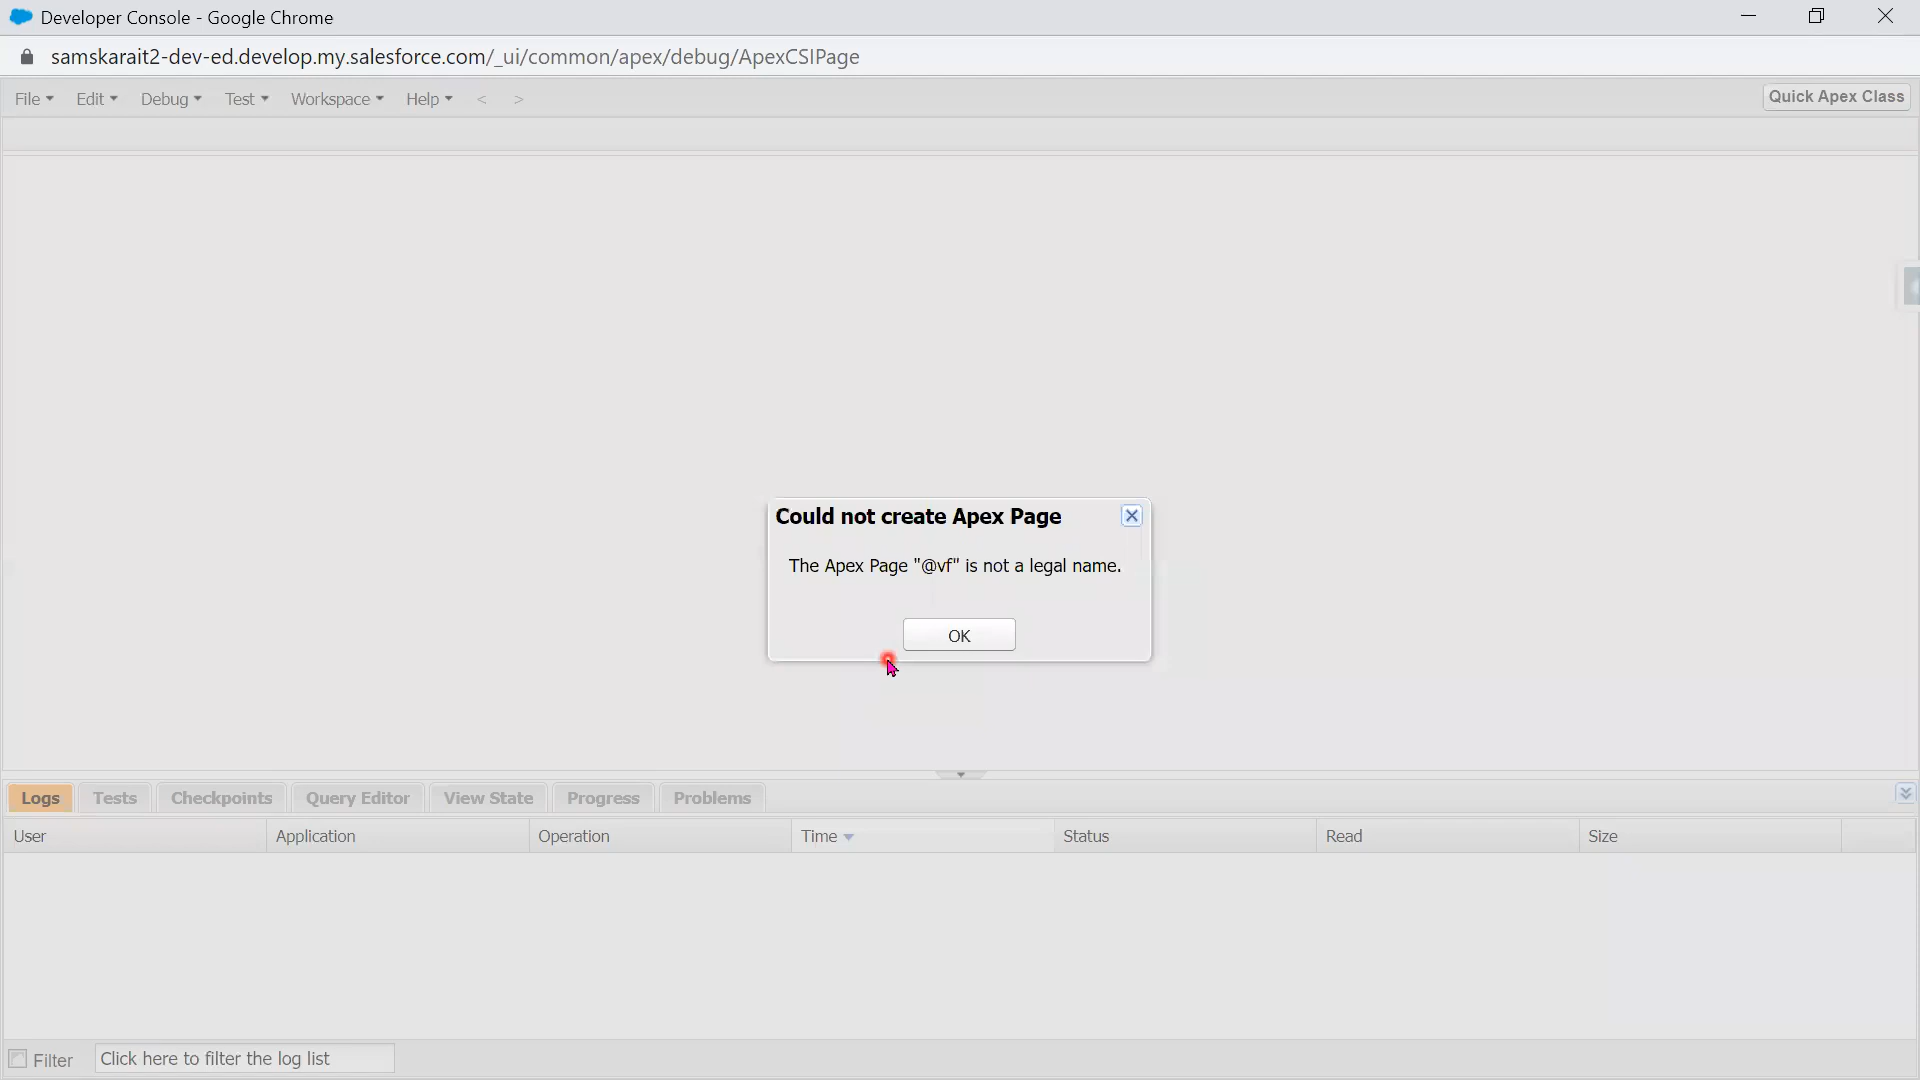 Developer Console - Google Chrome
samskarait2-dev-ed.develop.my.salesforce.com/_ui/common/apex/debug/ApexCSIPage
File Edit Debug Test Workspace Help < > Quick Apex Class
Could not create Apex Page
The Apex Page "@vf" is not a legal name.
OK
Logs Tests Checkpoints Query Editor View State Progress Problems
User Application Operation Time Status Read Size
Filter Click here to filter the log list